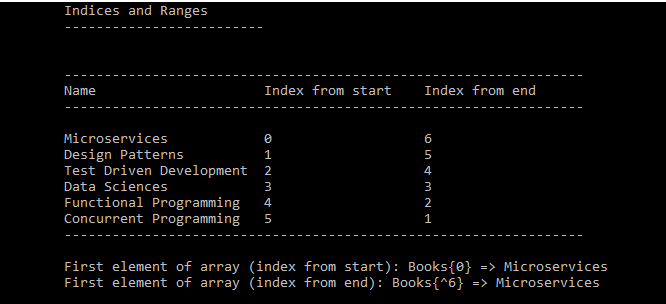 Indices and Ranges
-------------------------
-----------------------------------------------------------------
Name Index from start Index from end
-----------------------------------------------------------------
Microservices 0 6
Design Patterns 1 5
Test Driven Development 2 4
Data Sciences 3 3
Functional Programming 4 2
Concurrent Programming 5 1
-----------------------------------------------------------------
First element of array (index from start): Books{0} => Microservices
First element of array (index from end): Books{^6} => Microservices